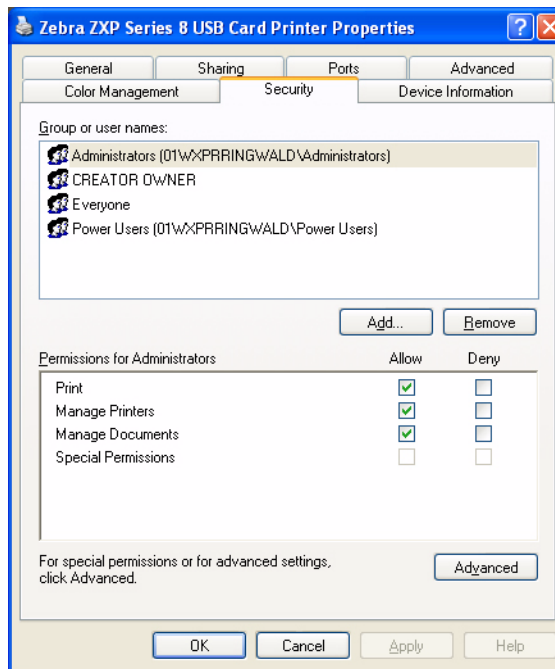 Zebra ZXP Series 8 USB Card Printer Properties
General Sharing Ports Advanced
Color Management Security Device Information
Group or user names:
Administrators (01WXPRRINGWALD\Administrators)
CREATOR OWNER
Everyone
Power Users (01WXPRRINGWALD\Power Users)
Add... Remove
Permissions for Administrators Allow Deny
Print
Manage Printers
Manage Documents
Special Permissions
For special permissions or for advanced settings,
click Advanced.
Advanced
OK Cancel Apply Help